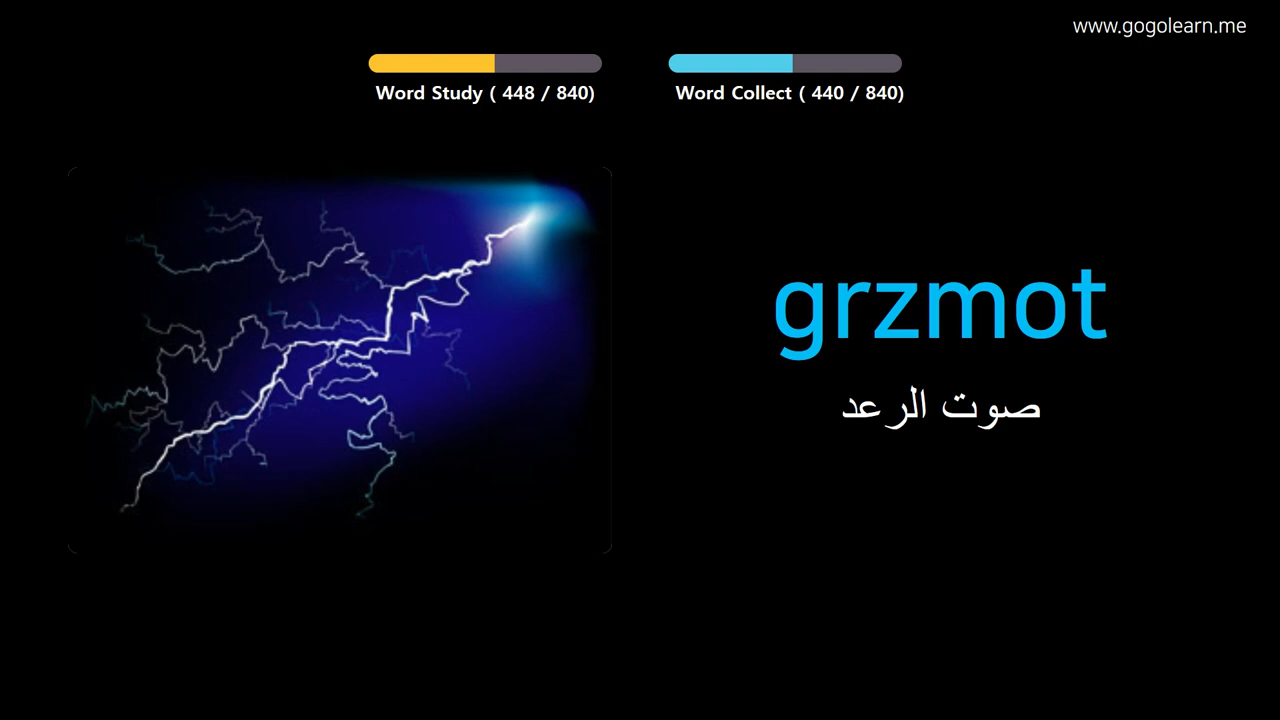 www.gogolearn.me
Word Study ( 448 / 840)
Word Collect ( 440 / 840)
grzmot
صوت الرعد